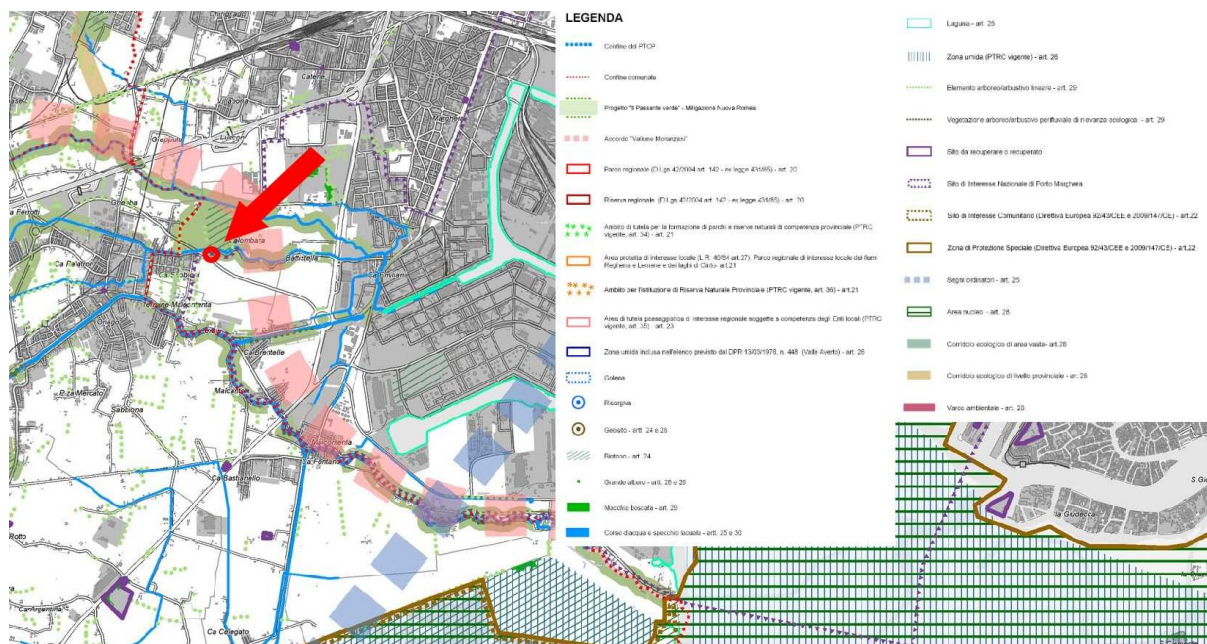 LEGENDA
Confine del PTCP
Confine comunale
Progetto "Il Passante verde" - Mitigazione Nuova Romea
Accordo "Vallone Moranzani"
Parco regionale (D.Lgs 42/2004 art. 142 - ex legge 431/85) - art. 20
Riserva regionale (D.Lgs 42/2004 art. 142 - ex legge 431/85) - art. 20
Ambito di tutela per la formazione di parchi e riserve naturali di competenza provinciale (PTRC
vigente, art. 34) - art. 21
Area protetta di interesse locale (L.R. 40/84 art.27). Parco regionale di interesse locale dei fiumi
Reghena e Lemene e dei laghi di Cinto- art.21
Ambito per l'istituzione di Riserva Naturale Provinciale (PTRC vigente, art. 36) - art.21
Area di tutela paesaggistica di interesse regionale soggette a competenza degli Enti locali (PTRC
vigente, art. 35) - art. 23
Zona umida inclusa nell'elenco previsto dal DPR 13/03/1976, n. 448 (Valle Averto) - art. 26
Golena
Risorgiva
Geosito - artt. 24 e 26
Biotopo - art. 24
Grande albero - artt. 26 e 29
Macchia boscata - art. 29
Corso d'acqua e specchio lacuale - artt. 25 e 30
Laguna - art. 25
Zona umida (PTRC vigente) - art. 26
Elemento arboreo/arbustivo lineare - art. 29
Vegetazione arboreo/arbustivo perifluviale di rilevanza ecologica - art. 29
Sito da recuperare o recuperato
Sito di Interesse Nazionale di Porto Marghera
Sito di Interesse Comunitario (Direttiva Europea 92/43/CEE e 2009/147/CE) - art.22
Zona di Protezione Speciale (Direttiva Europea 92/43/CEE e 2009/147/CE) - art.22
Segni ordinatori - art. 25
Area nucleo - art. 28
Corridoio ecologico di area vasta- art.28
Corridoio ecologico di livello provinciale - art. 28
Varco ambientale - art. 28
Marghera
Ca Brentelle
Malcontenta
Sabbiona
Ca Bastianello
Ca Fontana
Ca Celegato
Rotto
la Giudecca